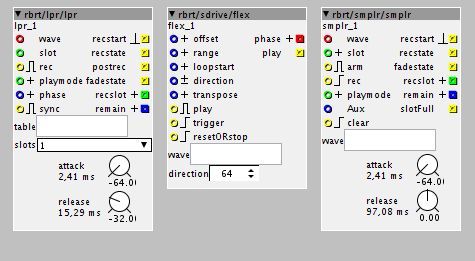 rbrt/lpr/lpr
lpr_1
wave recstart
slot recstate
rec postrec
playmode fadestate
phase recslot
sync remain
table
slots 1
attack
2,41 ms
-64.00
release
15,29 ms
-32.00
rbrt/sdrive/flex
flex_1
offset phase
range play
loopstart
direction
transpose
play
trigger
resetORstop
wave
direction 64
rbrt/smplr/smplr
smplr_1
wave recstart
slot recstate
arm fadestate
rec recslot
playmode remain
Aux slotFull
clear
wave
attack
2,41 ms
-64.00
release
97,08 ms
0.00